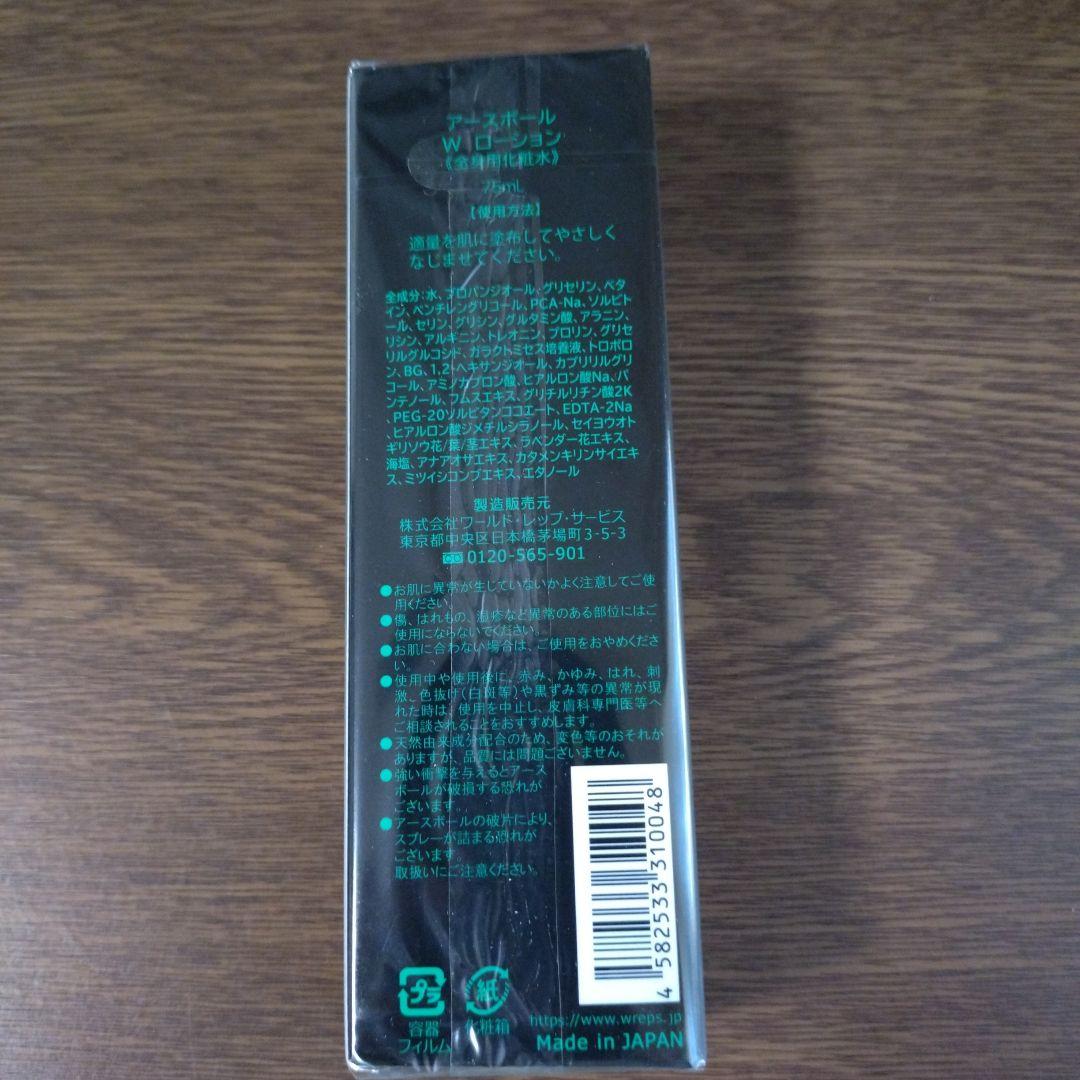 アースボール
W ローション
《全身用化粧水》
75mL
【使用方法】
適量を肌に塗布してやさしく
なじませてください。
全成分:水、プロパンジオール、グリセリン、ベタ
イン、ペンチレングリコール、PCA-Na、ソルビト
ール、セリン、グリシン、グルタミン酸、アラニン、
リシン、アルギニン、トレオニン、プロリン、グリセ
リルグルコシド、ガラクトミセス培養液、トロポロ
ン、BG、1,2-ヘキサンジオール、カプリリルグリ
コール、アミノカプロン酸、ヒアルロン酸Na、パ
ンテノール、フムスエキス、グリチルリチン酸2K
、PEG-20ソルビタンココエート、EDTA-2Na
、ヒアルロン酸ジメチルシラノール、セイヨウオト
ギリソウ花/葉/茎エキス、ラベンダー花エキス、
海塩、アナアオサエキス、カタメンキリンサイエキ
ス、ミツイシコンブエキス、エタノール
製造販売元
株式会社ワールド・レップ・サービス
東京都中央区日本橋茅場町3-5-3
0120-565-901
●お肌に異常が生じていないかよく注意してご使
用ください。
●傷、はれもの、湿疹など異常のある部位にはご
使用にならないでください。
●お肌に合わない場合は、ご使用をおやめくださ
い。
●使用中や使用後に、赤み、かゆみ、はれ、刺
激、色抜け(白斑等)や黒ずみ等の異常が現
れた時は、使用を中止し、皮膚科専門医等へ
ご相談されることをおすすめします。
●天然由来成分配合のため、変色等のおそれが
ありますが、品質には問題ございません。
●強い衝撃を与えるとアース
ボールが破損する恐れが
ございます。
●アースボールの破片により、
スプレーが詰まる恐れが
ございます。
取扱いにご注意ください。
4 582533 310048
プラ
容器
フィルム
紙
化粧箱
https://www.wreps.jp
Made in JAPAN